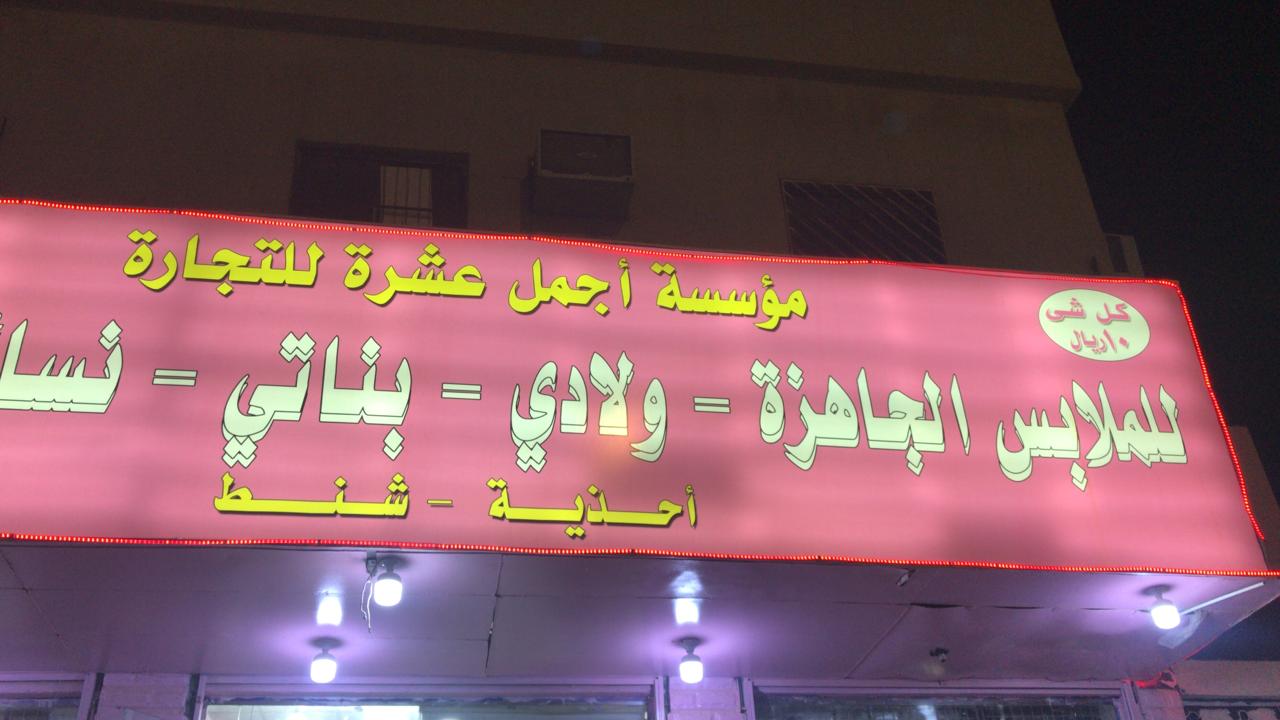 مؤسسة أجمل عشرة للتجارة
كل شي
١٠ ريال
للملابس الجاهزة - ولادي - بناتي -
أحذية - شنط